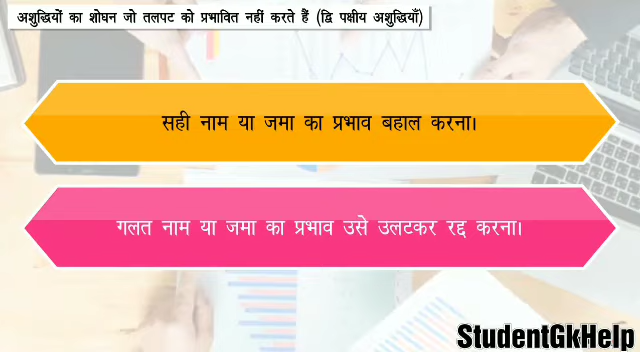 अशुद्धियों का शोधन जो तलपट को प्रभावित नहीं करते हैं (द्वि पक्षीय अशुद्धियाँ)
सही नाम या जमा का प्रभाव बहाल करना।
गलत नाम या जमा का प्रभाव उसे उलटकर रद्द करना।
StudentGkHelp